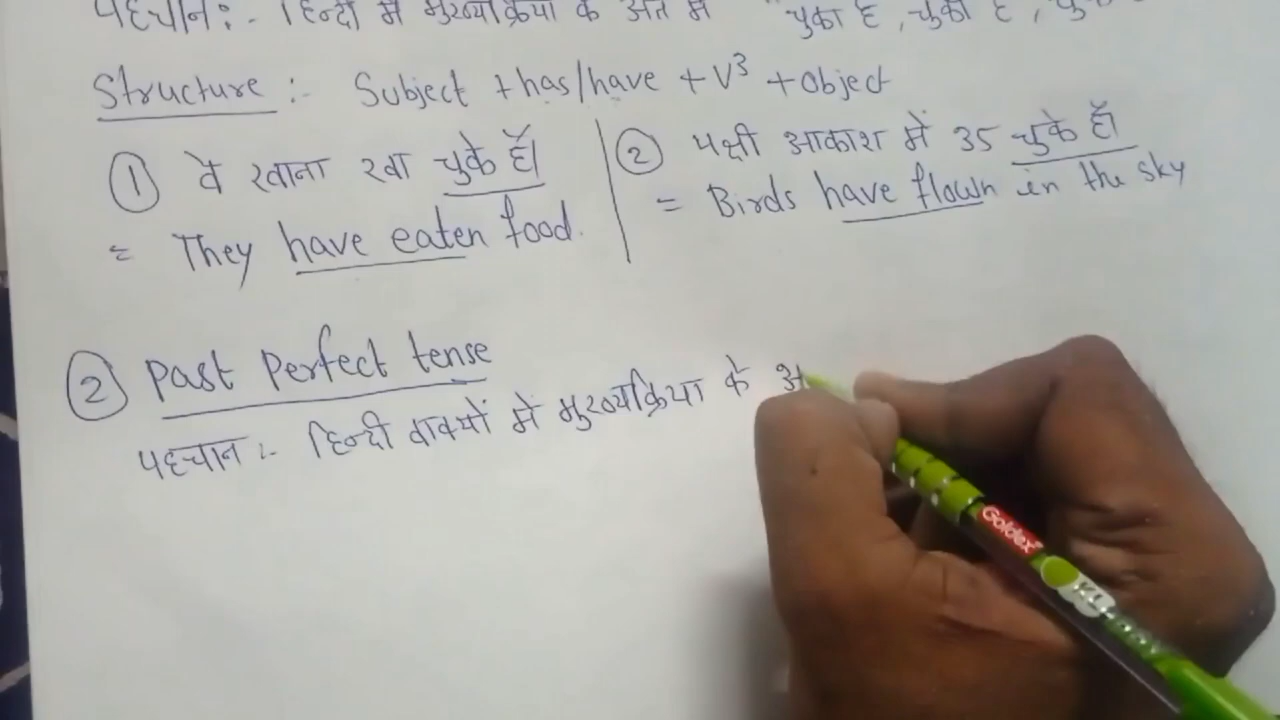 पहचान :- हिन्दी में मुख्यक्रिया के अंत में "चुका है, चुकी है,
Structure :- Subject + has/have + V³ + Object
① वे खाना खा चुके हैं।
= They have eaten food.
② पक्षी आकाश में उड़ चुके हैं।
= Birds have flown in the sky
② Past Perfect tense
पहचान :- हिन्दी वाक्यों में मुख्यक्रिया के अ
Goldex